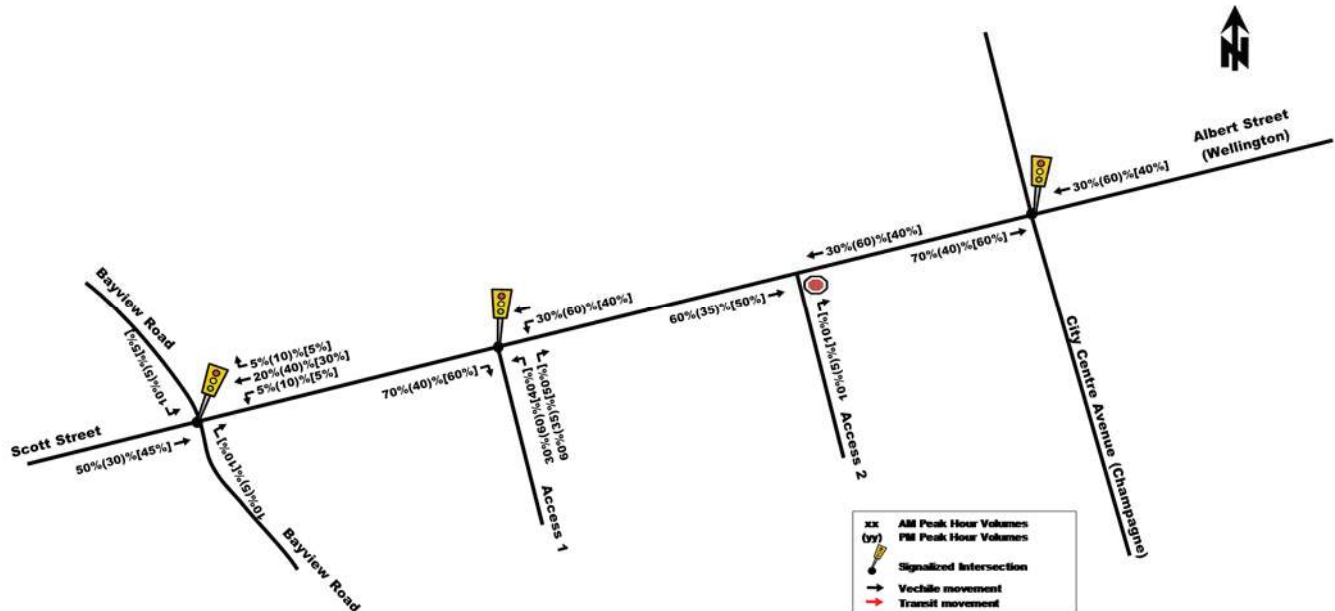 N
Albert Street
(Wellington)
30%(60)%[40%]
30%(60)%[40%]
70%(40)%[60%]
Bayview Road
10%(5)%[5%]
5%(10)%[5%]
20%(40)%[30%]
5%(10)%[5%]
30%(60)%[40%]
60%(35)%[50%]
70%(40)%[60%]
Scott Street
50%(30)%[45%]
10%(5)%[10%]
Bayview Road
30%(60)%[40%]
60%(35)%[50%]
Access 1
10%(5)%[10%]
Access 2
City Centre Avenue (Champagne)
xx AM Peak Hour Volumes
(yy) PM Peak Hour Volumes
Signalized Intersection
Vechile movement
Transit movement